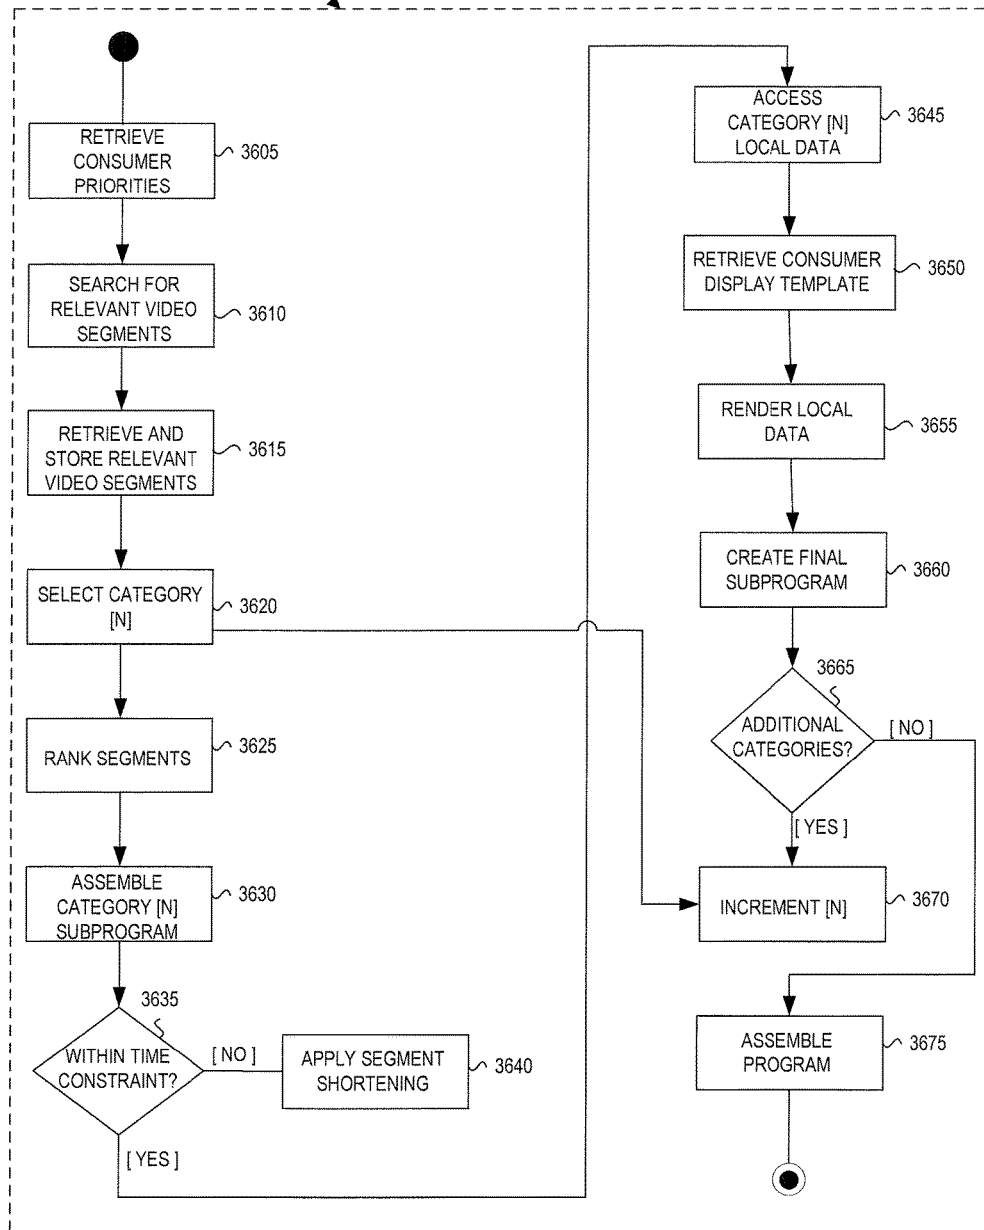 RETRIEVE
CONSUMER
PRIORITIES
3605
SEARCH FOR
RELEVANT VIDEO
SEGMENTS
3610
RETRIEVE AND
STORE RELEVANT
VIDEO SEGMENTS
3615
SELECT CATEGORY
[N]
3620
RANK SEGMENTS
3625
ASSEMBLE
CATEGORY [N]
SUBPROGRAM
3630
3635
WITHIN TIME
CONSTRAINT?
[ NO ]
[ YES ]
APPLY SEGMENT
SHORTENING
3640
ACCESS
CATEGORY [N]
LOCAL DATA
3645
RETRIEVE CONSUMER
DISPLAY TEMPLATE
3650
RENDER LOCAL
DATA
3655
CREATE FINAL
SUBPROGRAM
3660
3665
ADDITIONAL
CATEGORIES?
[ NO ]
[ YES ]
INCREMENT [N]
3670
ASSEMBLE
PROGRAM
3675